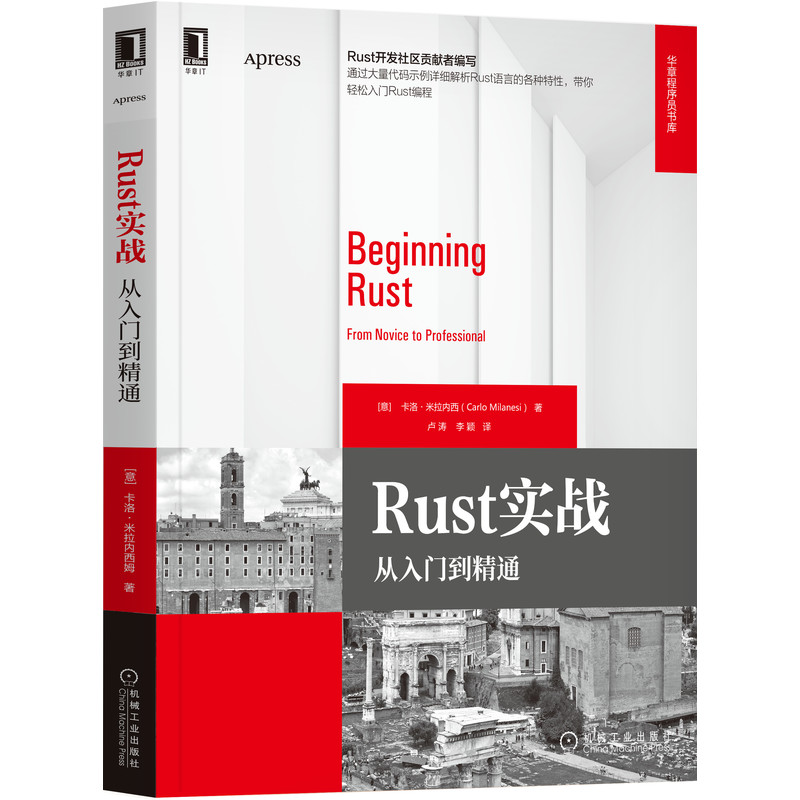 HZ BOOKS
华章IT
Apress
Rust实战
从入门到精通
[意] 卡洛·米拉内西姆 著
机械工业出版社
China Machine Press
HZ BOOKS
华章IT
Apress
Rust开发社区贡献者编写
通过大量代码示例详细解析Rust语言的各种特性，带你
轻松入门Rust编程
华章程序员书库
Beginning
Rust
From Novice to Professional
[意] 卡洛·米拉内西（Carlo Milanesi） 著
卢涛 李颖 译
Rust实战
从入门到精通
机械工业出版社
China Machine Press